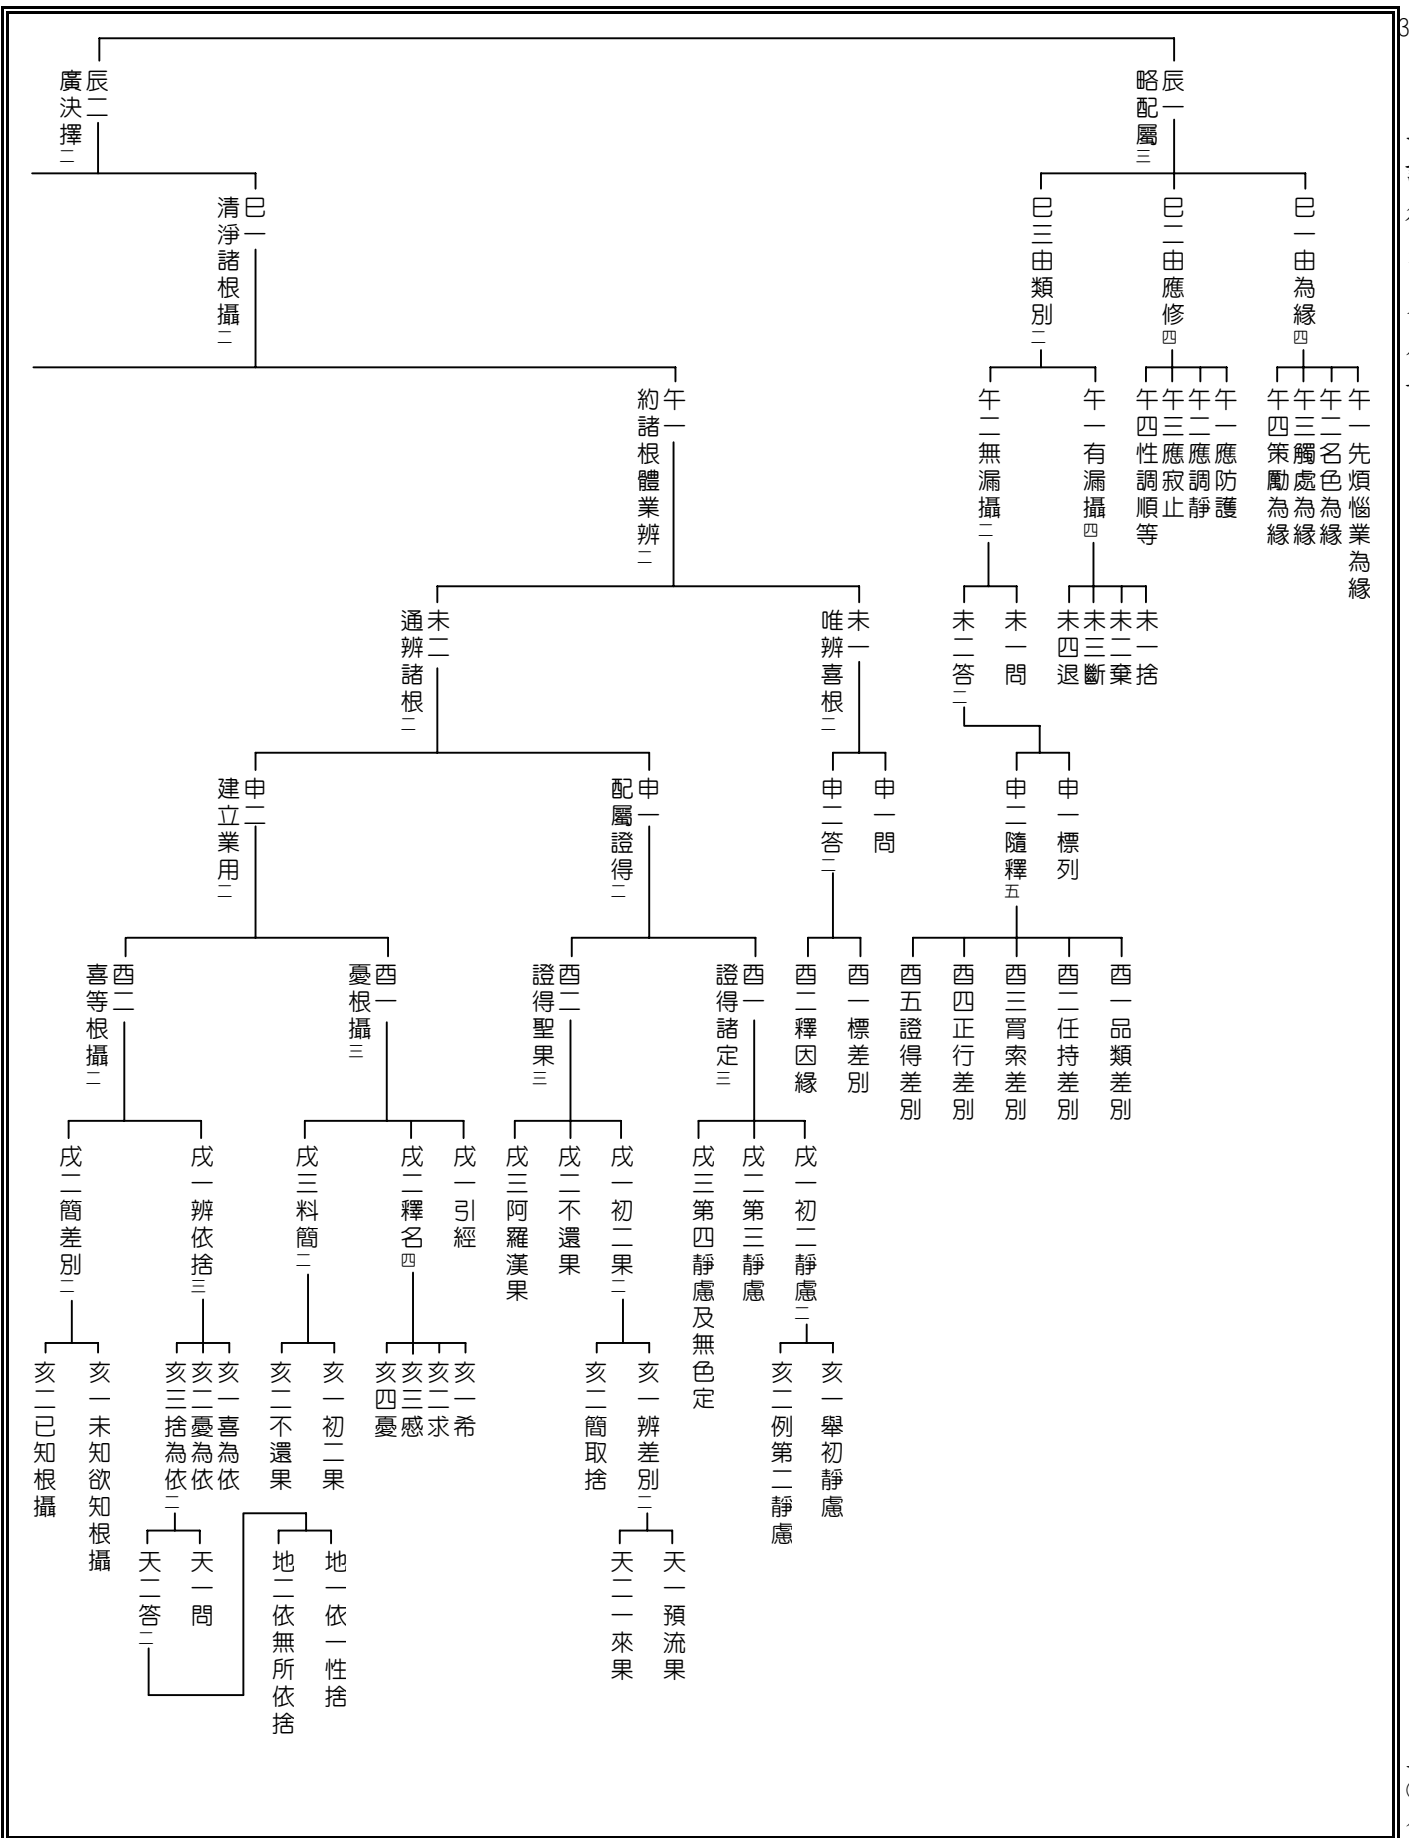 辰一
略配屬三
辰二
廣決擇二
巳一由為緣四
巳二由應修四
巳三由類別二
巳一
清淨諸根攝二
午一先煩惱業為緣
午二名色為緣
午三觸處為緣
午四策勵為緣
午一應防護
午二應調靜
午三應寂止
午四性調順等
午一有漏攝四
午二無漏攝二
午一
約諸根體業辨二
未一捨
未二棄
未三斷
未四退
未一問
未二答二
未一
唯辨喜根二
未二
通辨諸根二
申一標列
申二隨釋五
申一問
申二答二
申一
配屬證得二
申二
建立業用二
酉一品類差別
酉二任持差別
酉三罥索差別
酉四正行差別
酉五證得差別
酉一標差別
酉二釋因緣
酉一
證得諸定三
酉二
證得聖果三
酉一
憂根攝三
酉二
喜等根攝二
戌一初二靜慮二
戌二第三靜慮
戌三第四靜慮及無色定
戌一初二果二
戌二不還果
戌三阿羅漢果
戌一引經
戌二釋名四
戌三料簡二
戌一辨依捨三
戌二簡差別二
亥一舉初靜慮
亥二例第二靜慮
亥一辨差別二
亥二簡取捨
亥一希
亥二求
亥三慼
亥四憂
亥一初二果
亥二不還果
亥一喜為依
亥二憂為依
亥三捨為依二
亥一未知欲知根攝
亥二已知根攝
天一預流果
天二一來果
天一問
天二答二
地一依一性捨
地二依無所依捨